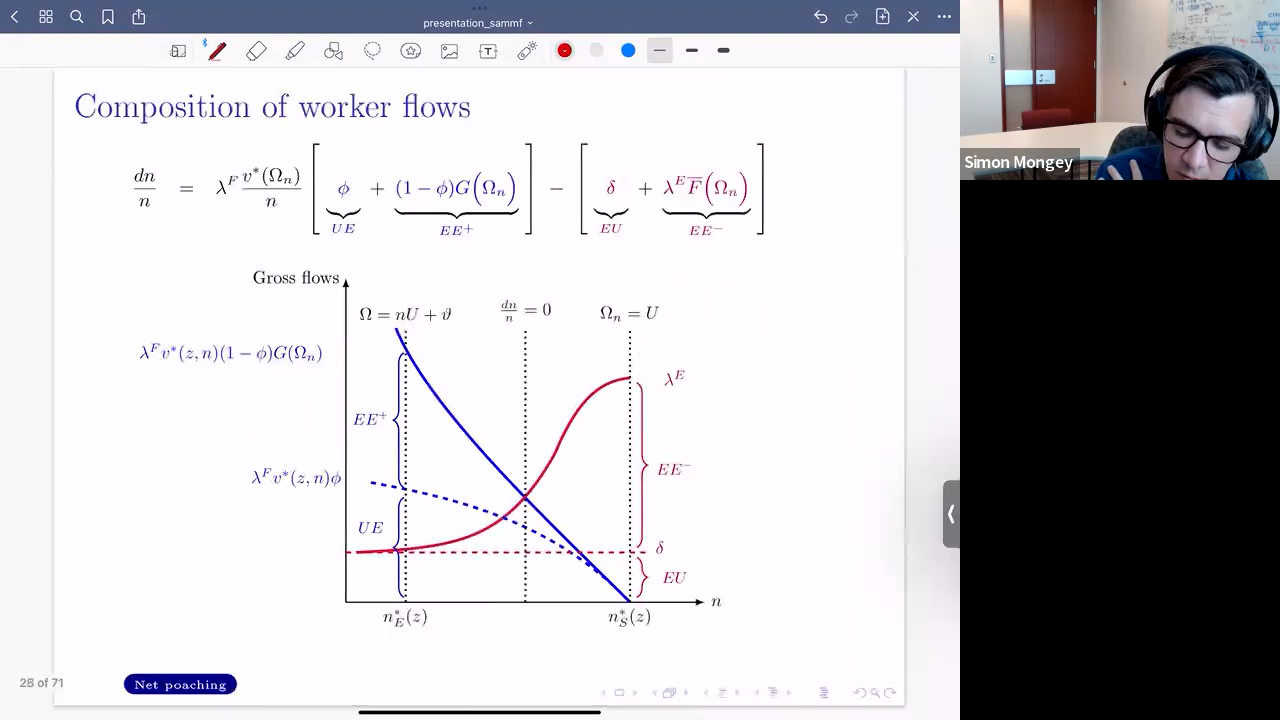 presentation_sammf
Composition of worker flows
dn/n = λ^F v*(Ω_n)/n [ ϕ + (1 − ϕ)G(Ω_n) ] − [ δ + λ^E F̅(Ω_n) ]
UE EE⁺ EU EE⁻
Gross flows
Ω = nU + ϑ
dn/n = 0
Ω_n = U
λ^F v*(z, n)(1 − ϕ)G(Ω_n)
λ^E
EE⁺
EE⁻
λ^F v*(z, n)ϕ
UE
δ
EU
n
n*_E(z)
n*_S(z)
28 of 71
Net poaching
Simon Mongey